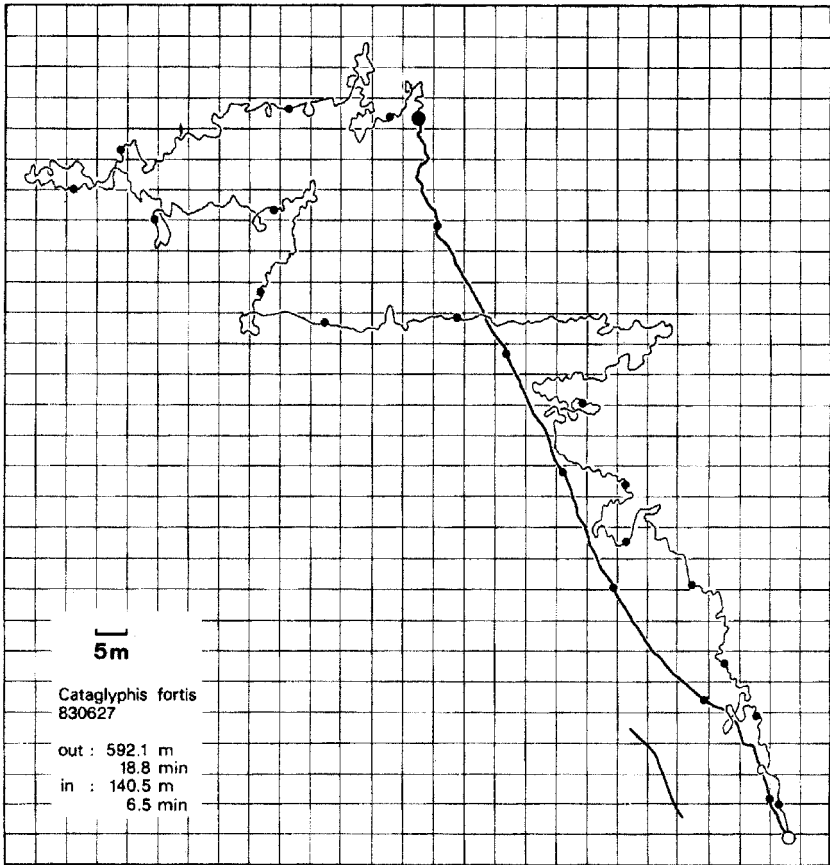 5m
Cataglyphis fortis
830627
out : 592.1 m
18.8 min
in : 140.5 m
6.5 min